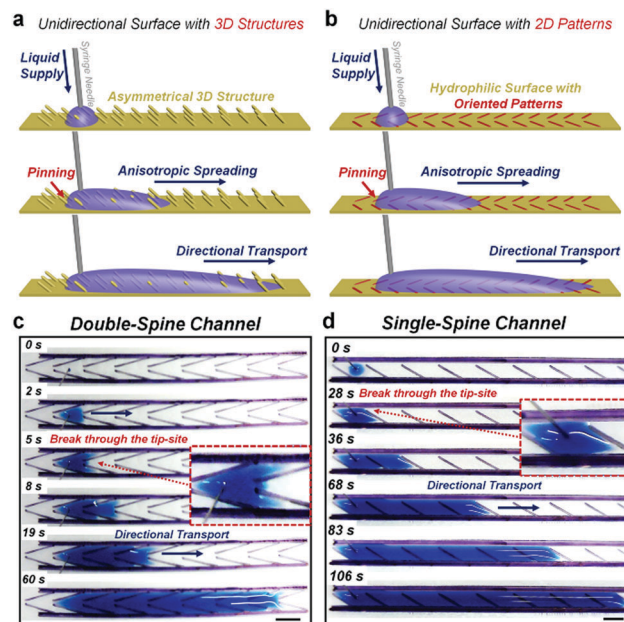 a
Unidirectional Surface with 3D Structures
Liquid
Supply
Syringe Needle
Asymmetrical 3D Structure
Pinning
Anisotropic Spreading
Directional Transport
b
Unidirectional Surface with 2D Patterns
Liquid
Supply
Syringe Needle
Hydrophilic Surface with
Oriented Patterns
Pinning
Anisotropic Spreading
Directional Transport
c
Double-Spine Channel
0 s
2 s
5 s
Break through the tip-site
8 s
19 s
Directional Transport
60 s
d
Single-Spine Channel
0 s
28 s
Break through the tip-site
36 s
68 s
Directional Transport
83 s
106 s